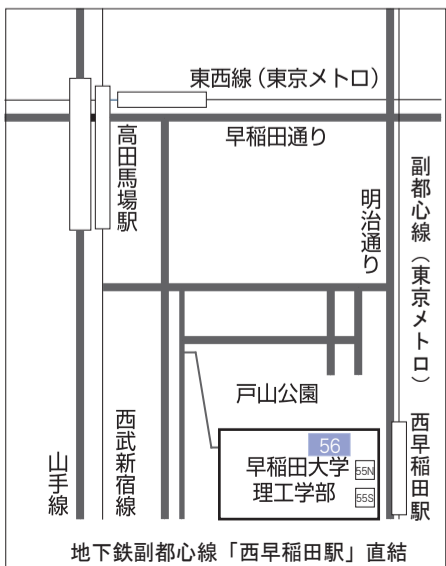 東西線（東京メトロ）
早稲田通り
高田馬場駅
明治通り
副都心線（東京メトロ）
戸山公園
西武新宿線
山手線
56
早稲田大学
理工学部
55N
55S
西早稲田駅
地下鉄副都心線「西早稲田駅」直結